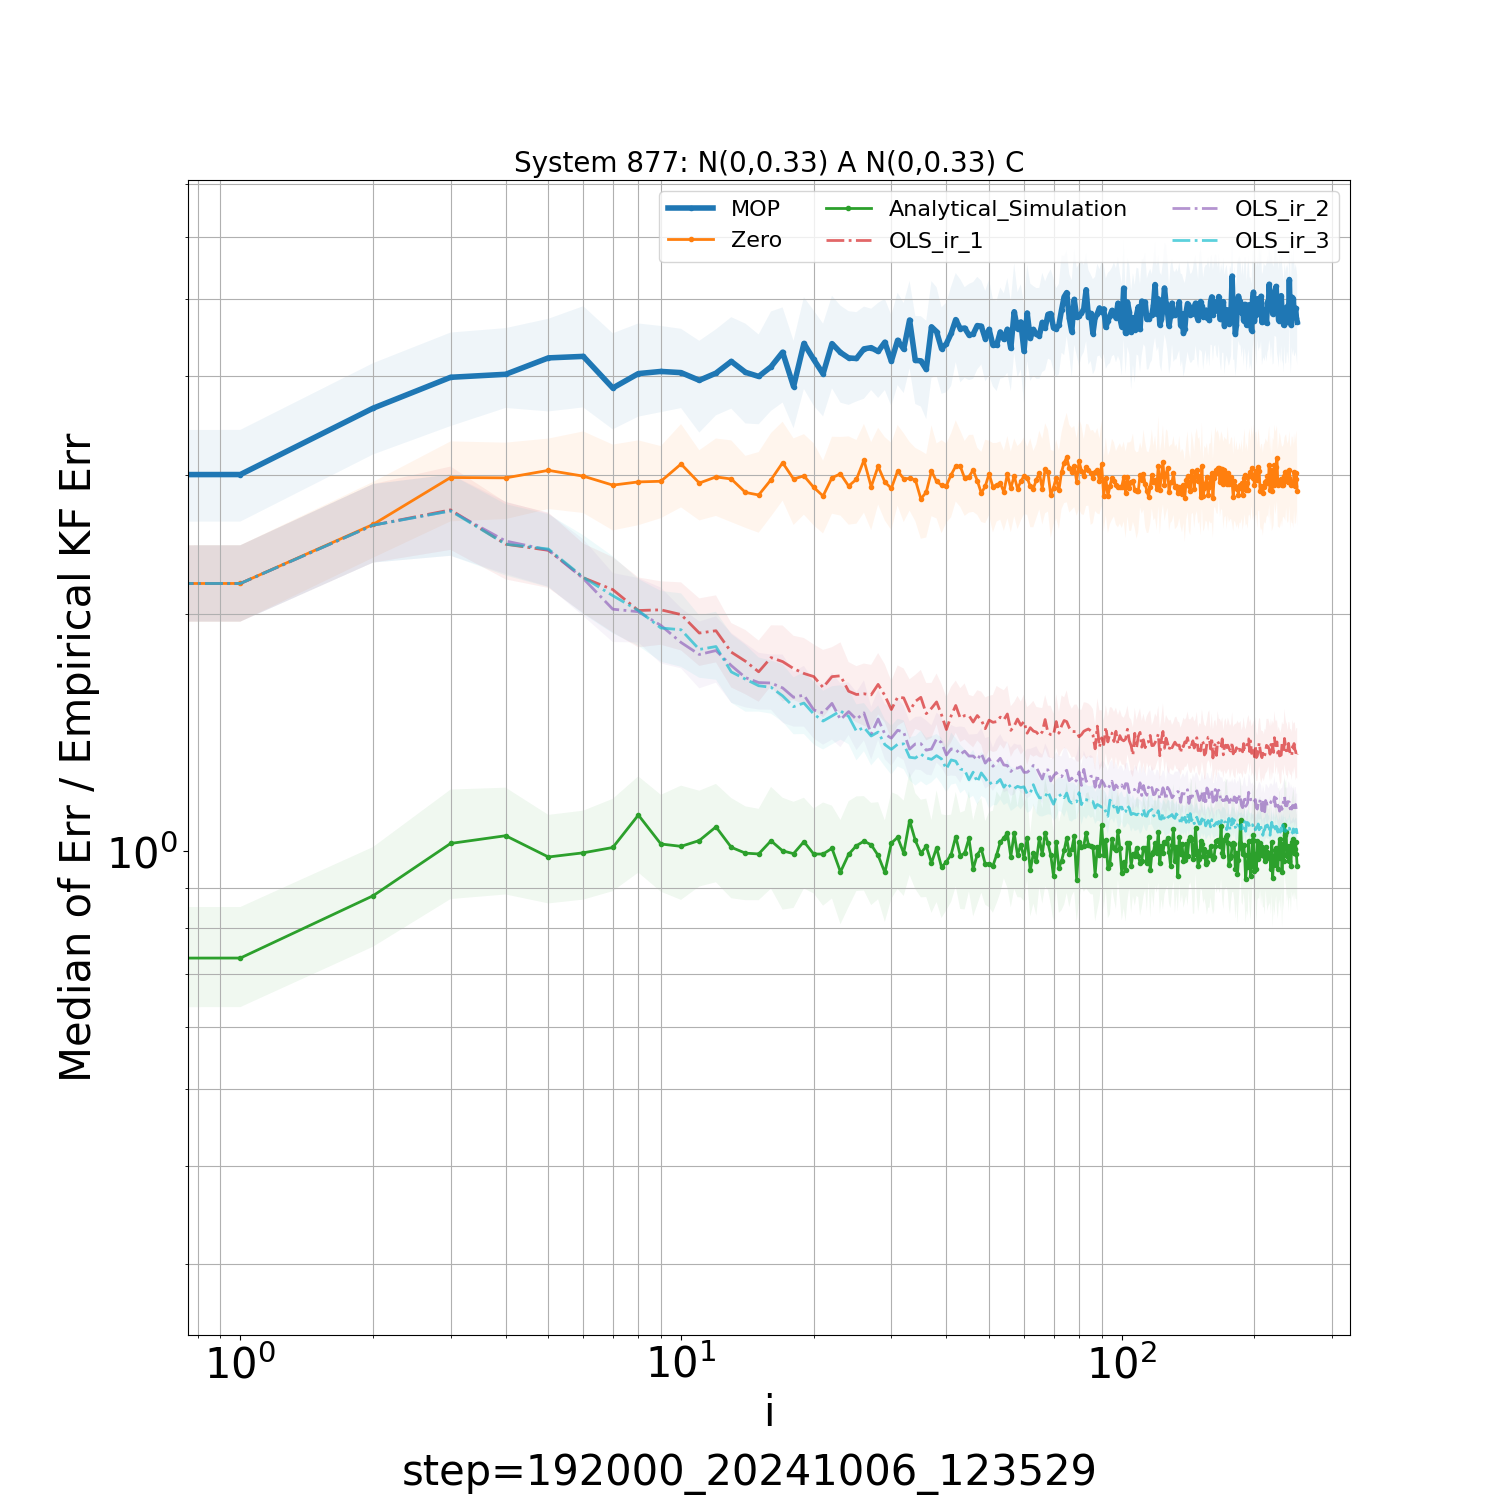 System 877: N(0,0.33) A N(0,0.33) C
MOP
Zero
Analytical_Simulation
OLS_ir_1
OLS_ir_2
OLS_ir_3
Median of Err / Empirical KF Err
10⁰
10⁰
10¹
10²
i
step=192000_20241006_123529